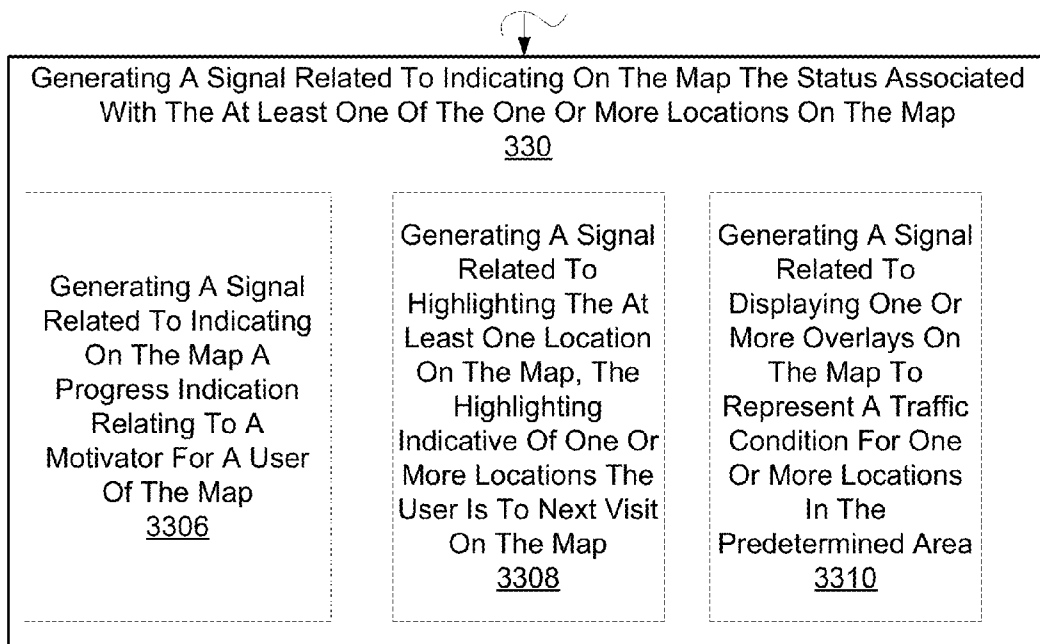 Generating A Signal Related To Indicating On The Map The Status Associated
With The At Least One Of The One Or More Locations On The Map
330
Generating A Signal
Related To Indicating
On The Map A
Progress Indication
Relating To A
Motivator For A User
Of The Map
3306
Generating A Signal
Related To
Highlighting The At
Least One Location
On The Map, The
Highlighting
Indicative Of One Or
More Locations The
User Is To Next Visit
On The Map
3308
Generating A Signal
Related To
Displaying One Or
More Overlays On
The Map To
Represent A Traffic
Condition For One
Or More Locations
In The
Predetermined Area
3310